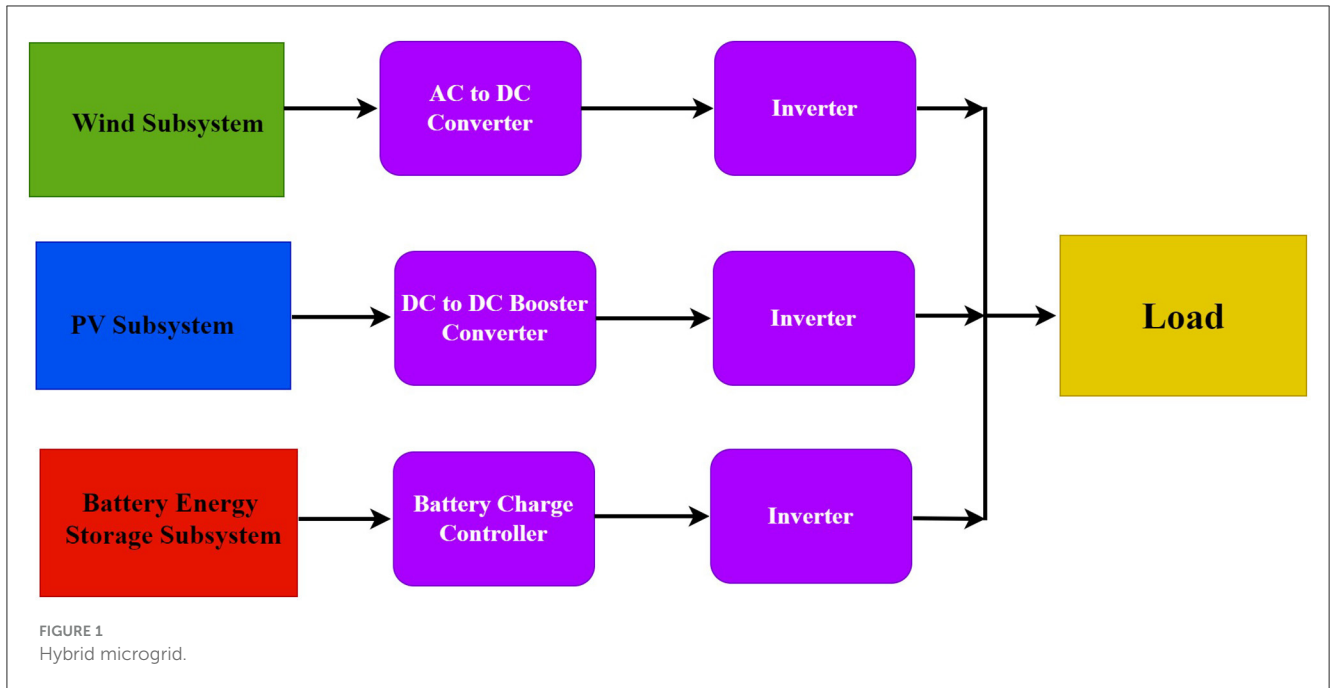 Wind Subsystem
AC to DC
Converter
Inverter
PV Subsystem
DC to DC Booster
Converter
Inverter
Load
Battery Energy
Storage Subsystem
Battery Charge
Controller
Inverter
FIGURE 1
Hybrid microgrid.